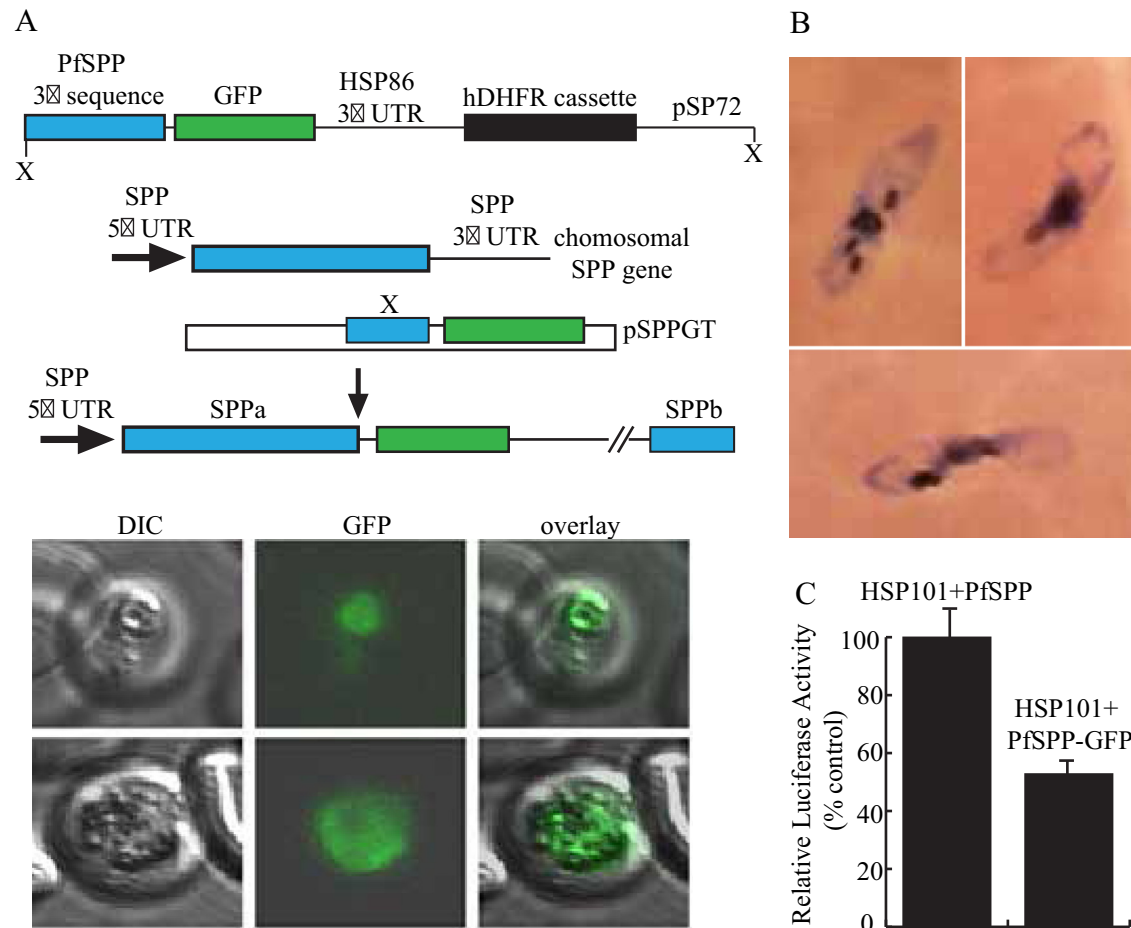 A
PfSPP
3⊠ sequence
GFP
HSP86
3⊠ UTR
hDHFR cassette
pSP72
X
X
SPP
5⊠ UTR
SPP
3⊠ UTR
chomosomal
SPP gene
X
pSPPGT
SPP
5⊠ UTR
SPPa
SPPb
DIC
GFP
overlay
B
C
HSP101+PfSPP
HSP101+
PfSPP-GFP
Relative Luciferase Activity
(% control)
100
80
60
40
20
0